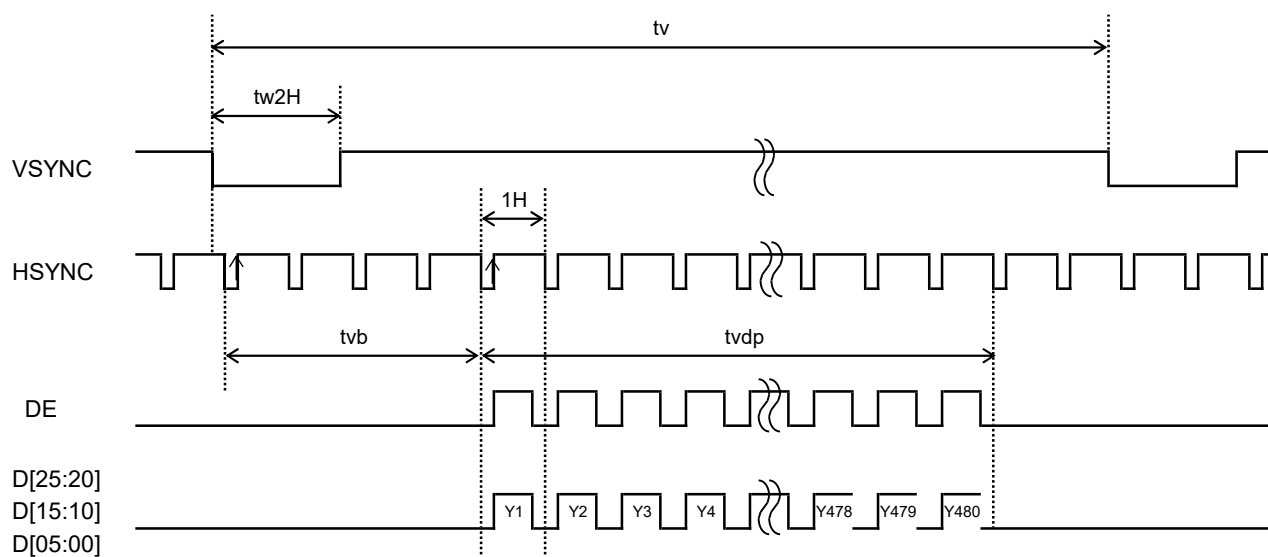 tv
tw2H
VSYNC
1H
HSYNC
tvb
tvdp
DE
D[25:20]
D[15:10]
D[05:00]
Y1 Y2 Y3 Y4 Y478 Y479 Y480